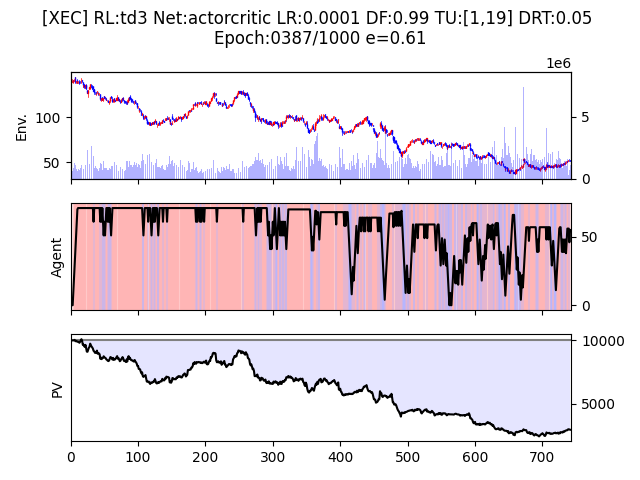 [XEC] RL:td3 Net:actorcritic LR:0.0001 DF:0.99 TU:[1,19] DRT:0.05
Epoch:0387/1000 e=0.61
1e6
Env.
100
50
5
0
Agent
50
0
PV
10000
5000
0 100 200 300 400 500 600 700